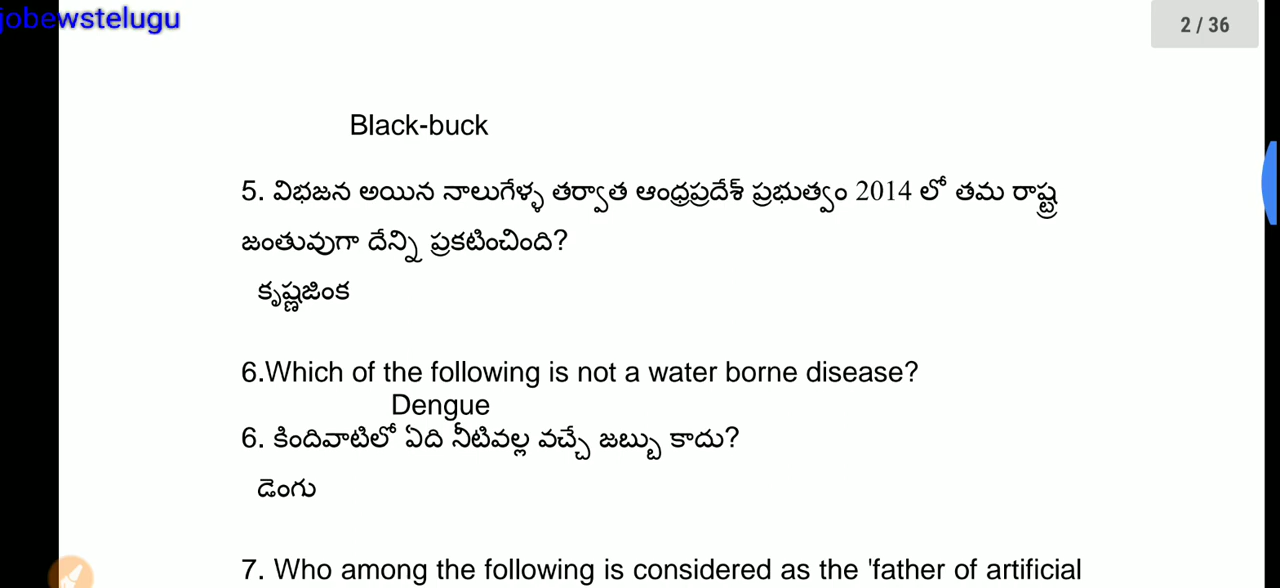 jobewstelugu
2 / 36
Black-buck
5. విభజన అయిన నాలుగేళ్ళ తర్వాత ఆంధ్రప్రదేశ్ ప్రభుత్వం 2014 లో తమ రాష్ట్ర
జంతువుగా దేన్ని ప్రకటించింది?
కృష్ణజింక
6.Which of the following is not a water borne disease?
Dengue
6. కిందివాటిలో ఏది నీటివల్ల వచ్చే జబ్బు కాదు?
డెంగు
7. Who among the following is considered as the 'father of artificial